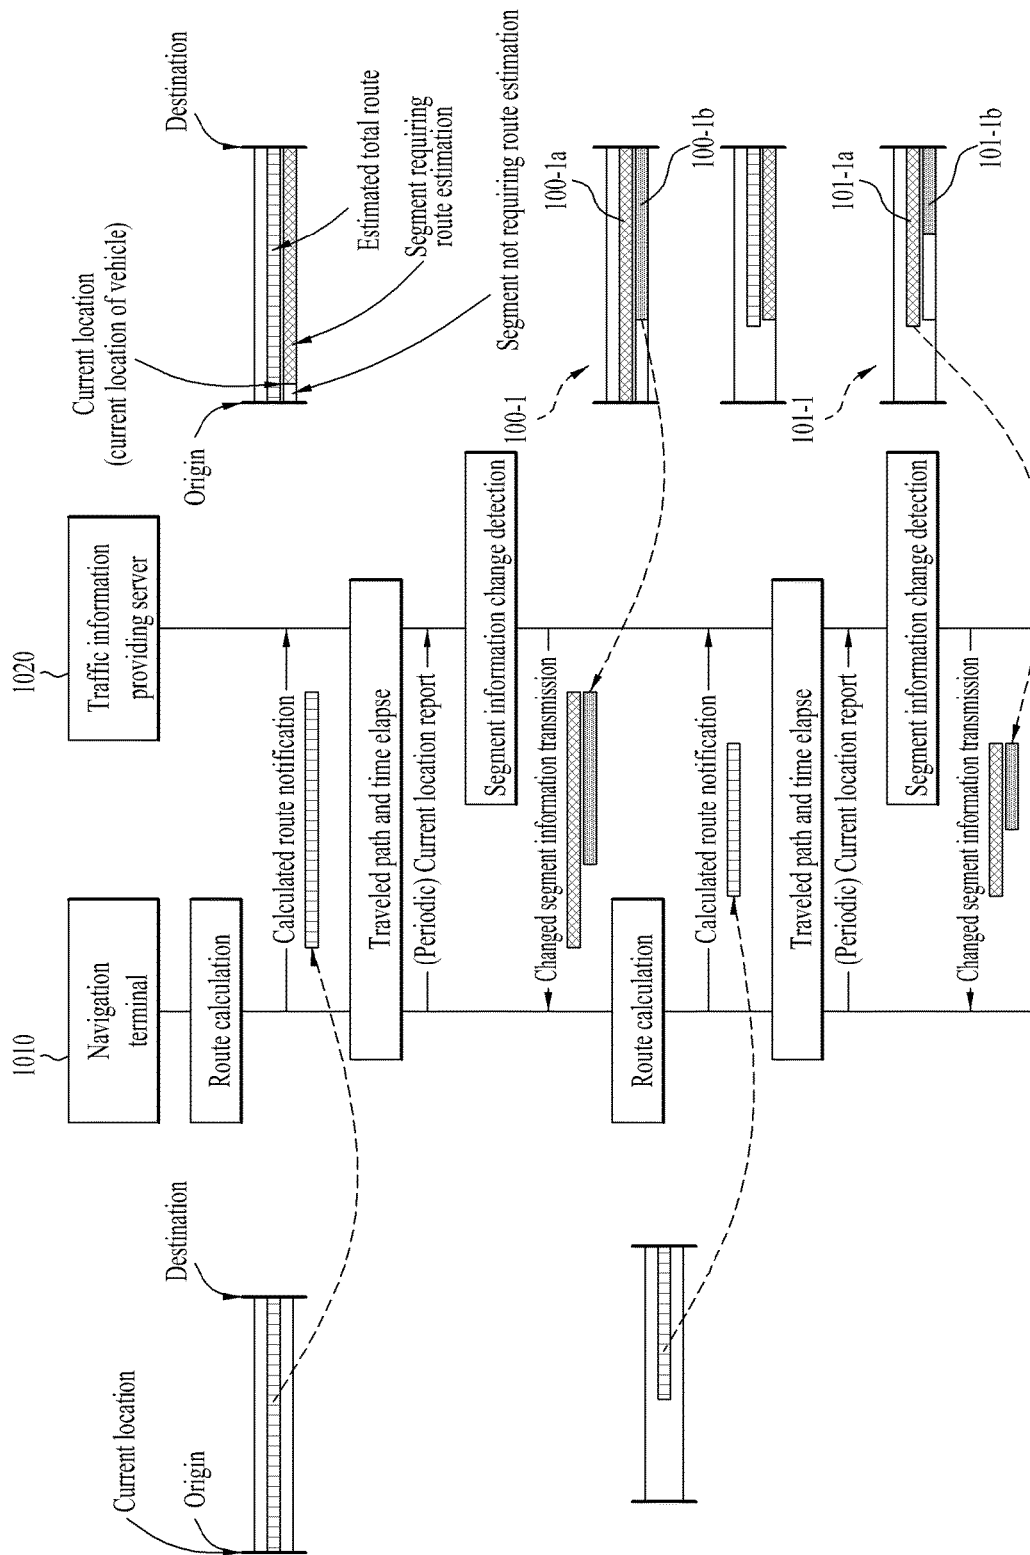 1010
1020
Navigation
terminal
Traffic information
providing server
Current location
Origin
Destination
Route calculation
Calculated route notification
Origin
Current location
(current location of vehicle)
Destination
Estimated total route
Segment requiring
route estimation
Segment not requiring route estimation
Traveled path and time elapse
(Periodic) Current location report
Segment information change detection
Changed segment information transmission
100-1
100-1a
100-1b
Route calculation
Calculated route notification
Traveled path and time elapse
(Periodic) Current location report
Segment information change detection
Changed segment information transmission
101-1
101-1a
101-1b